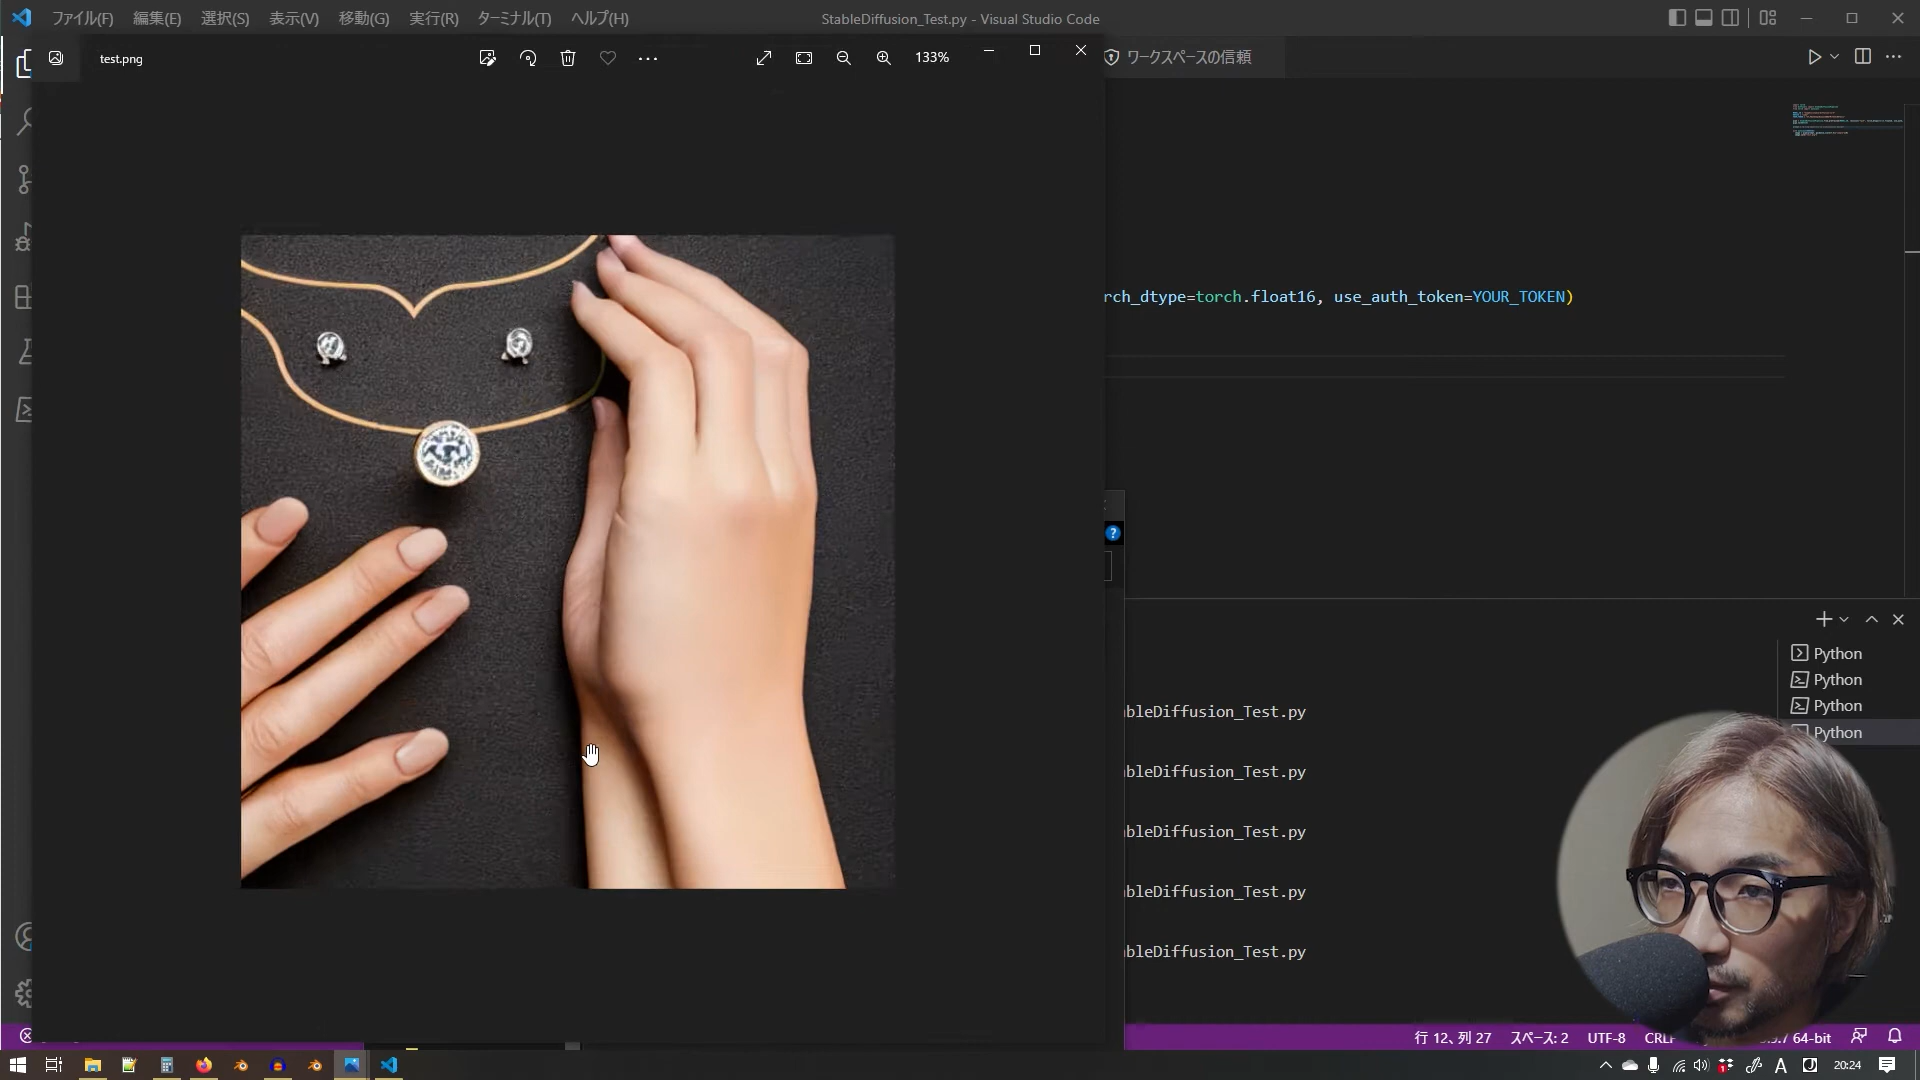 ファイル(F) 編集(E) 選択(S) 表示(V) 移動(G) 実行(R) ターミナル(T) ヘルプ(H) StableDiffusion_Test.py - Visual Studio Code
test.png 133% ワークスペースの信頼
rch_dtype=torch.float16, use_auth_token=YOUR_TOKEN)
Python
Python
Python
Python
bleDiffusion_Test.py
bleDiffusion_Test.py
bleDiffusion_Test.py
bleDiffusion_Test.py
bleDiffusion_Test.py
行 12、列 27 スペース: 2 UTF-8 64-bit
A 20:24